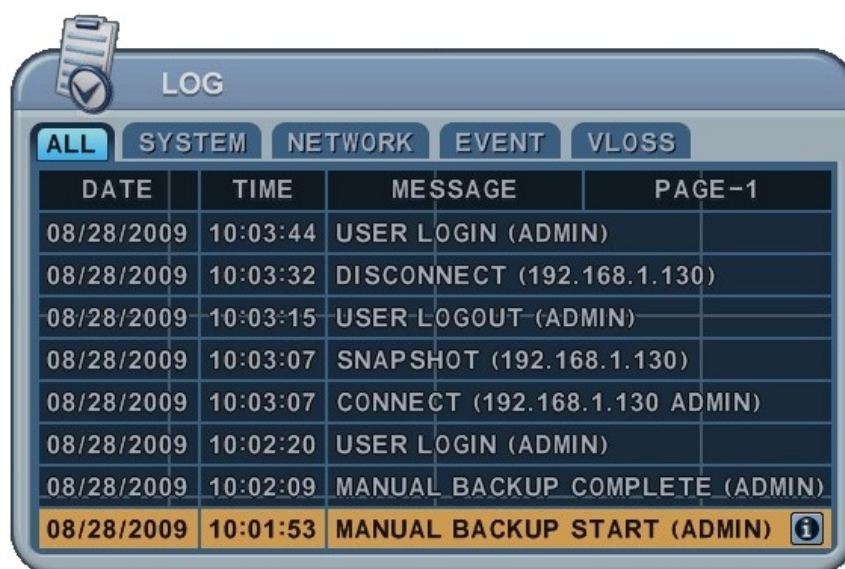 LOG
ALL SYSTEM NETWORK EVENT VLOSS
DATE TIME MESSAGE PAGE-1
08/28/2009 10:03:44 USER LOGIN (ADMIN)
08/28/2009 10:03:32 DISCONNECT (192.168.1.130)
08/28/2009 10:03:15 USER LOGOUT (ADMIN)
08/28/2009 10:03:07 SNAPSHOT (192.168.1.130)
08/28/2009 10:03:07 CONNECT (192.168.1.130 ADMIN)
08/28/2009 10:02:20 USER LOGIN (ADMIN)
08/28/2009 10:02:09 MANUAL BACKUP COMPLETE (ADMIN)
08/28/2009 10:01:53 MANUAL BACKUP START (ADMIN)